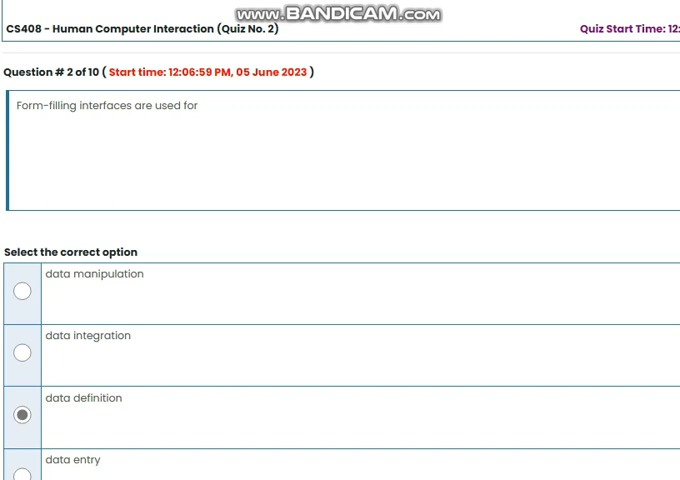 www.BANDICAM.com
CS408 - Human Computer Interaction (Quiz No. 2)
Quiz Start Time: 12:
Question # 2 of 10 ( Start time: 12:06:59 PM, 05 June 2023 )
Form-filling interfaces are used for
Select the correct option
data manipulation
data integration
data definition
data entry